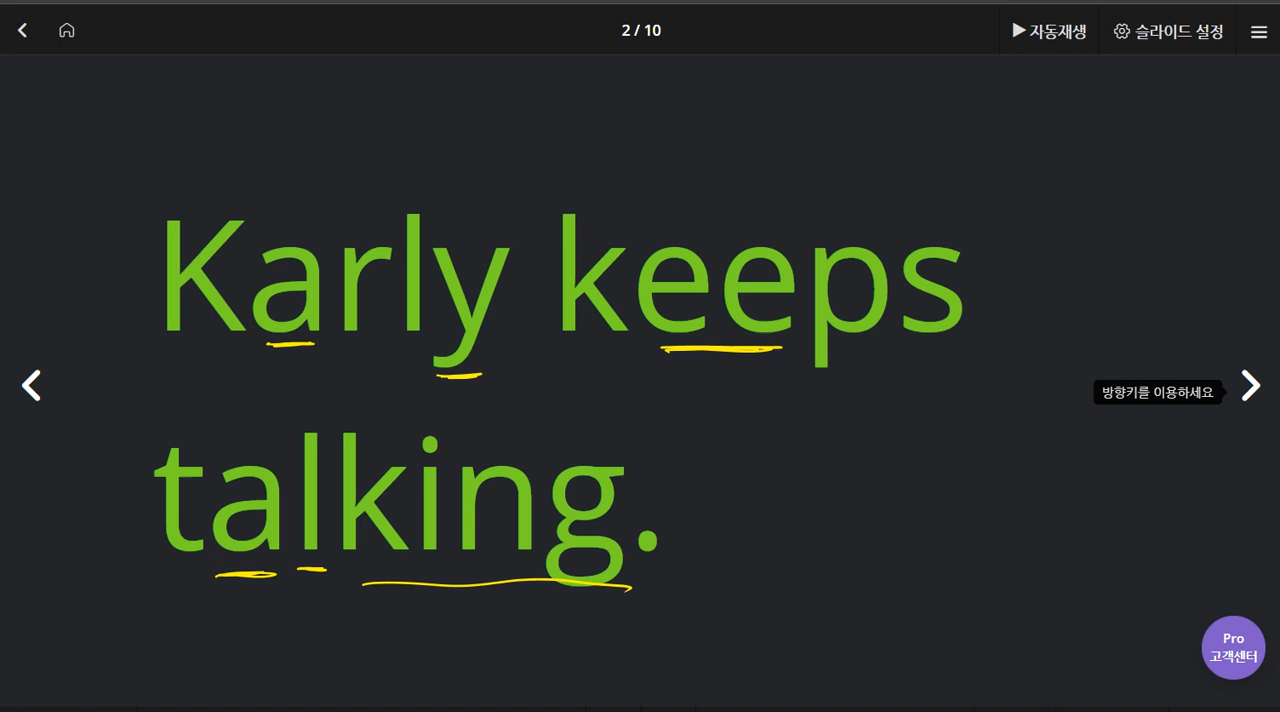 2 / 10
▶ 자동재생
슬라이드 설정
Karly keeps
talking.
방향키를 이용하세요
Pro
고객센터